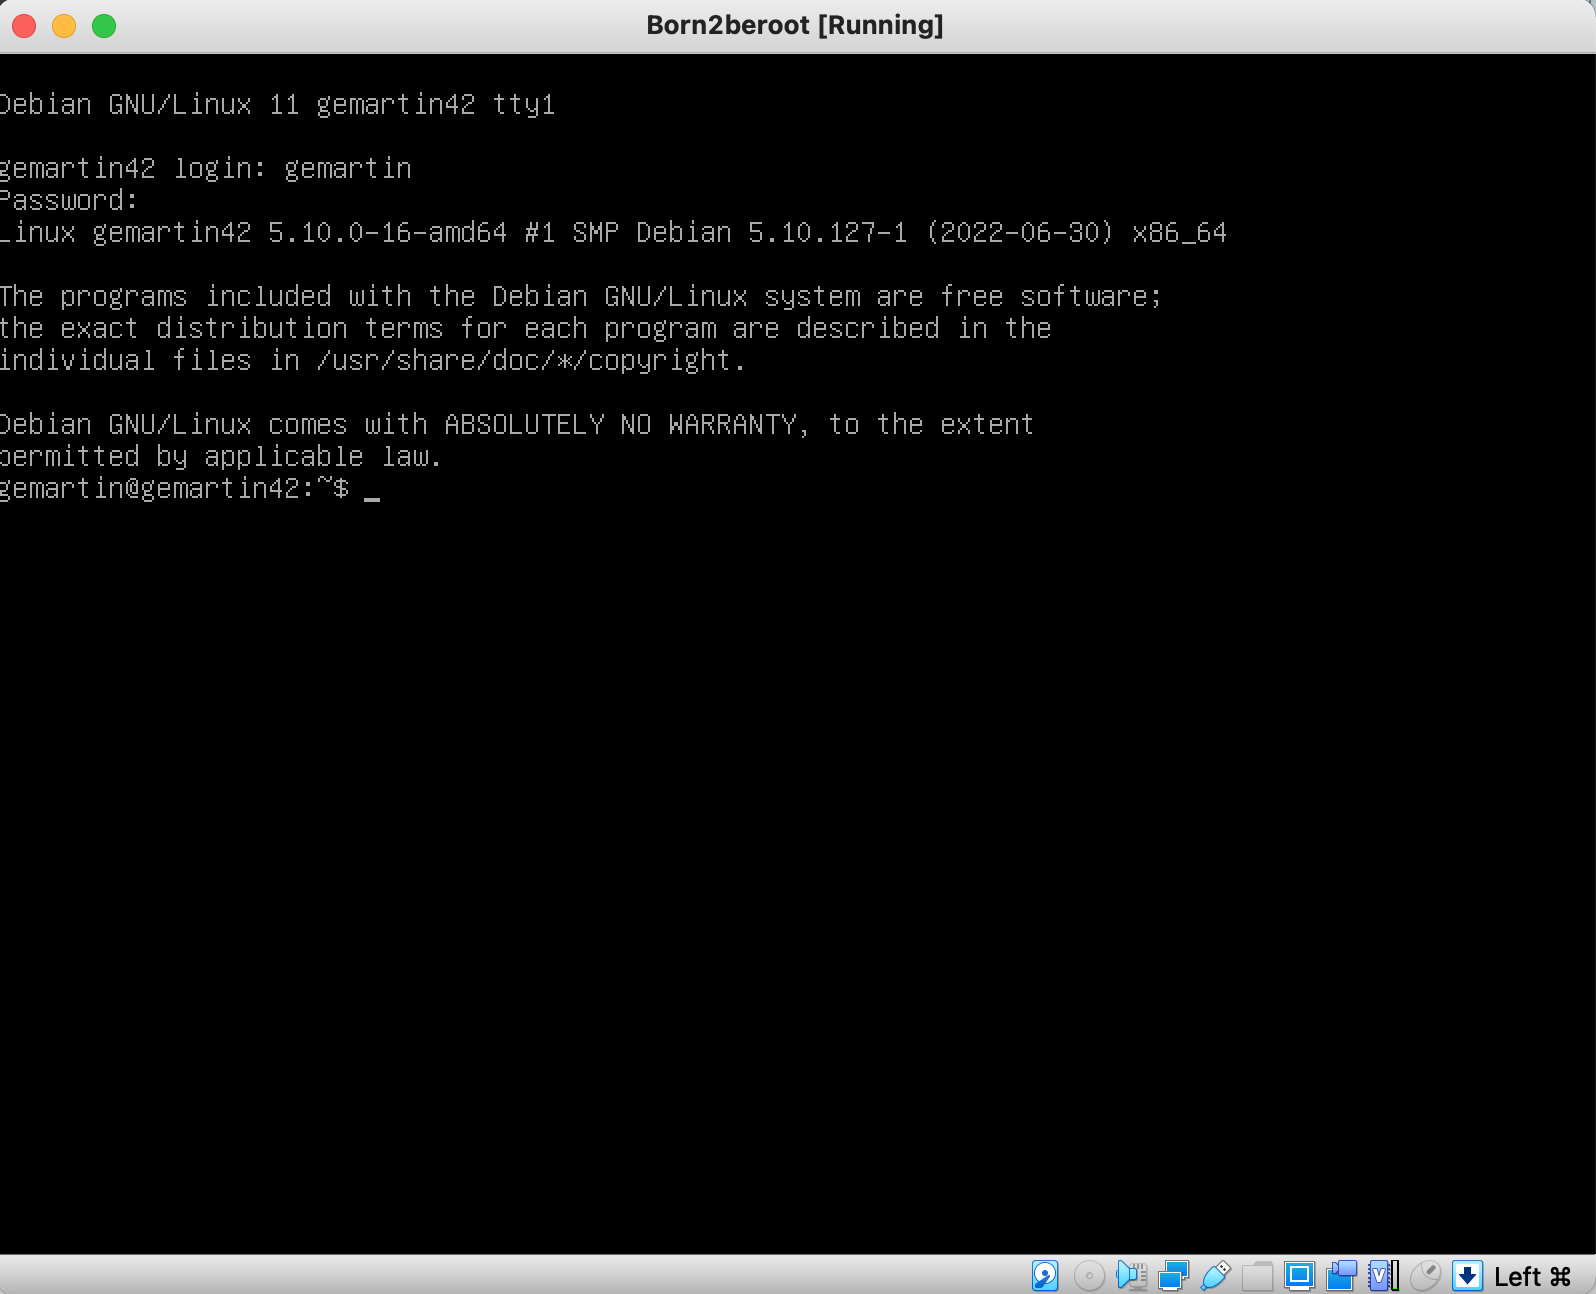 Born2beroot [Running]
Debian GNU/Linux 11 gemartin42 tty1
gemartin42 login: gemartin
Password:
Linux gemartin42 5.10.0-16-amd64 #1 SMP Debian 5.10.127-1 (2022-06-30) x86_64
The programs included with the Debian GNU/Linux system are free software;
the exact distribution terms for each program are described in the
individual files in /usr/share/doc/*/copyright.
Debian GNU/Linux comes with ABSOLUTELY NO WARRANTY, to the extent
permitted by applicable law.
gemartin@gemartin42:~$ _
Left ⌘